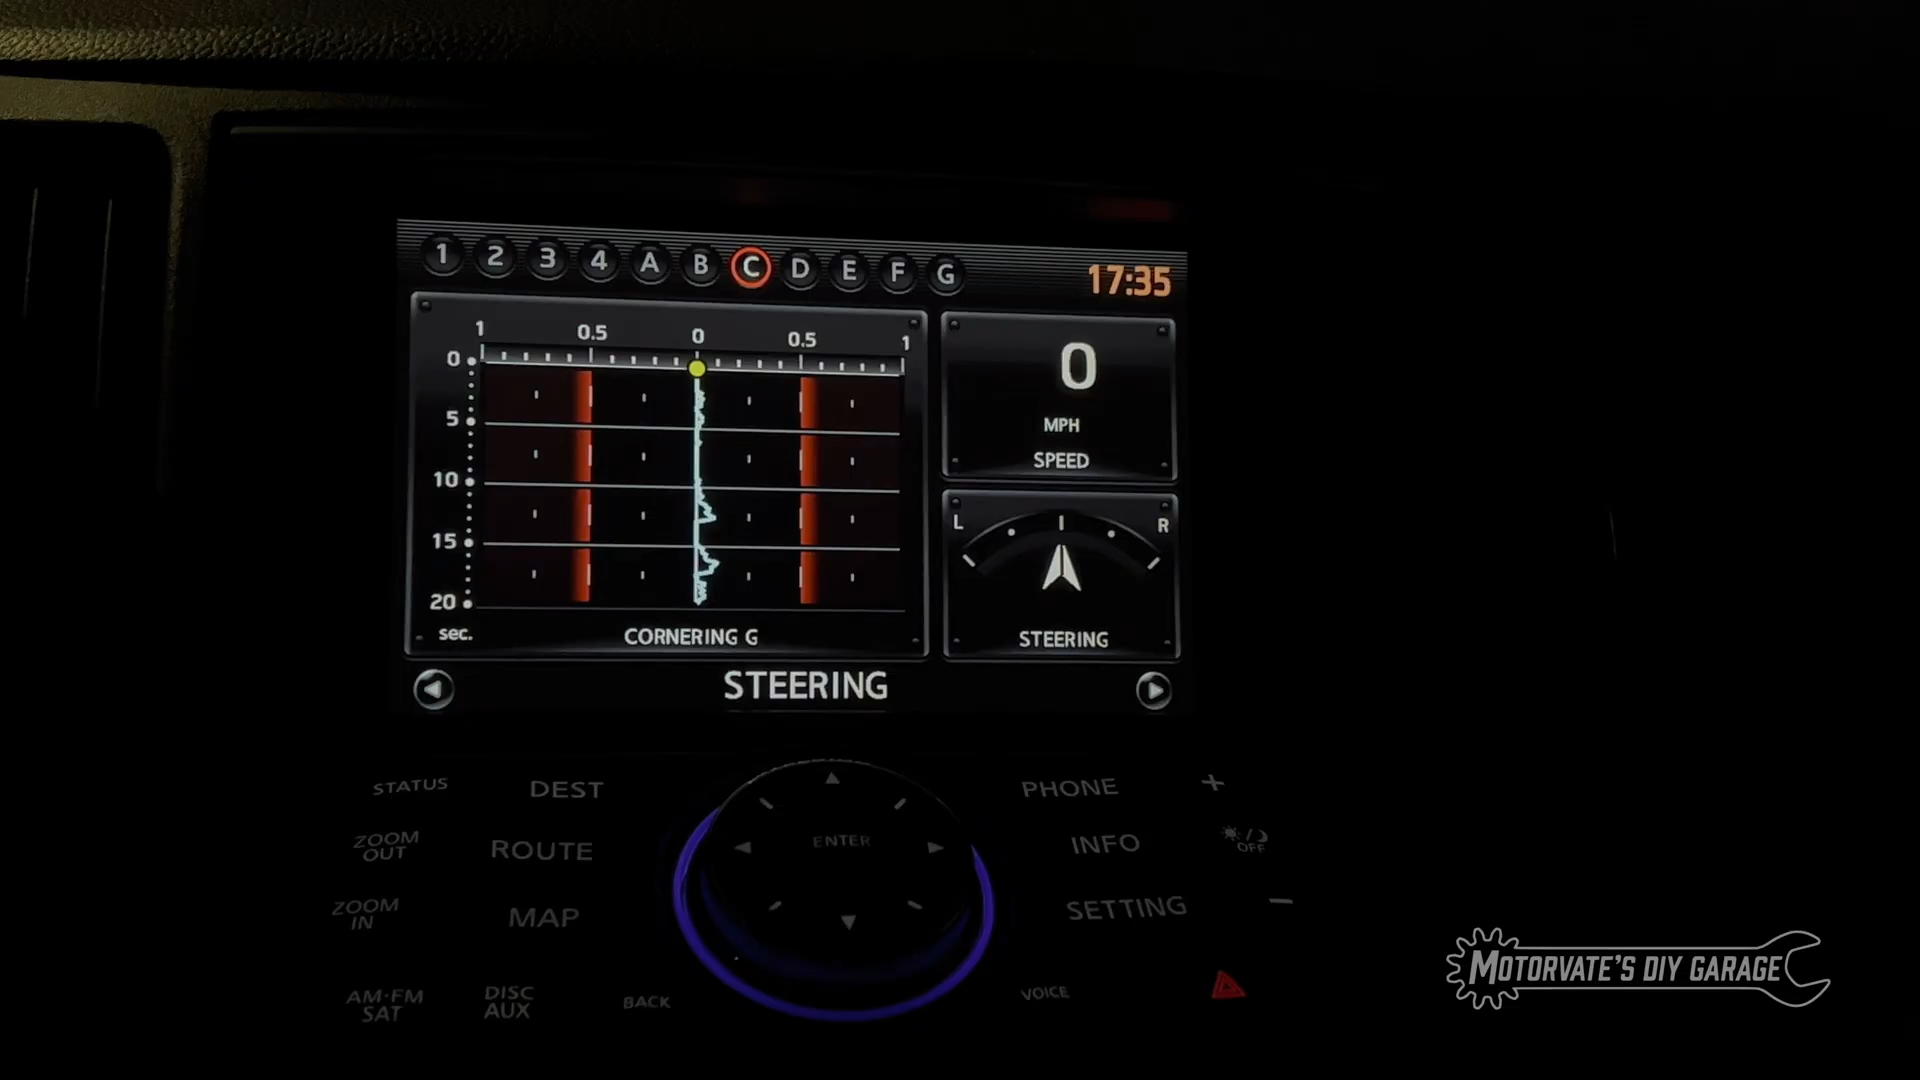 1 2 3 4 A B C D E F G
17:35
1 0.5 0 0.5 1
0
5
10
15
20
sec.
CORNERING G
0
MPH
SPEED
L R
STEERING
STEERING
STATUS DEST PHONE +
ZOOM
OUT
ROUTE
ENTER
INFO
OFF
ZOOM
IN
MAP
SETTING −
AM·FM
SAT
DISC
AUX
BACK
VOICE
MOTORVATE'S DIY GARAGE